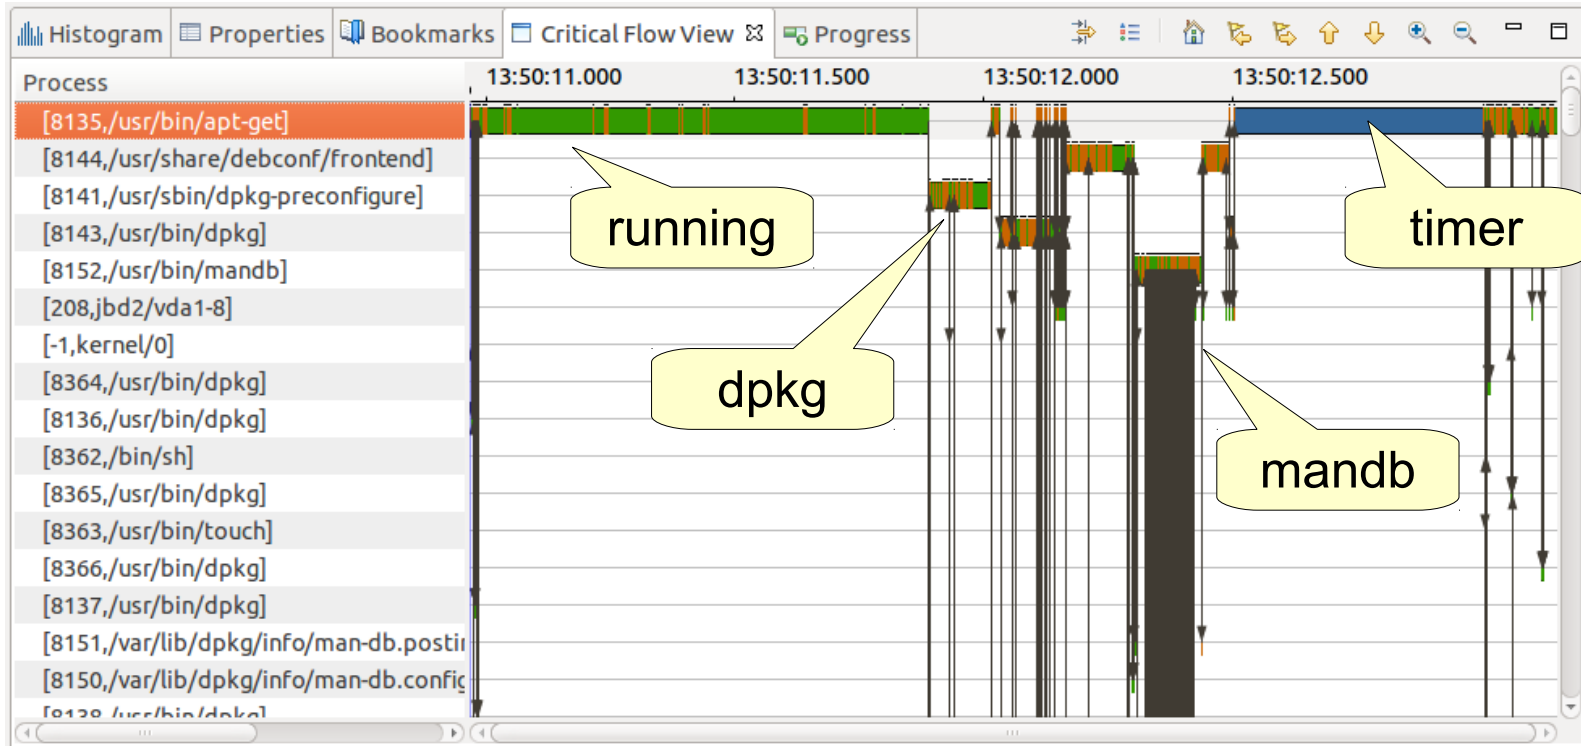 Histogram Properties Bookmarks Critical Flow View Progress
Process 13:50:11.000 13:50:11.500 13:50:12.000 13:50:12.500
[8135,/usr/bin/apt-get]
[8144,/usr/share/debconf/frontend]
[8141,/usr/sbin/dpkg-preconfigure]
[8143,/usr/bin/dpkg]
[8152,/usr/bin/mandb]
[208,jbd2/vda1-8]
[-1,kernel/0]
[8364,/usr/bin/dpkg]
[8136,/usr/bin/dpkg]
[8362,/bin/sh]
[8365,/usr/bin/dpkg]
[8363,/usr/bin/touch]
[8366,/usr/bin/dpkg]
[8137,/usr/bin/dpkg]
[8151,/var/lib/dpkg/info/man-db.postin
[8150,/var/lib/dpkg/info/man-db.config
[8138,/usr/bin/dpkg]
running
timer
dpkg
mandb